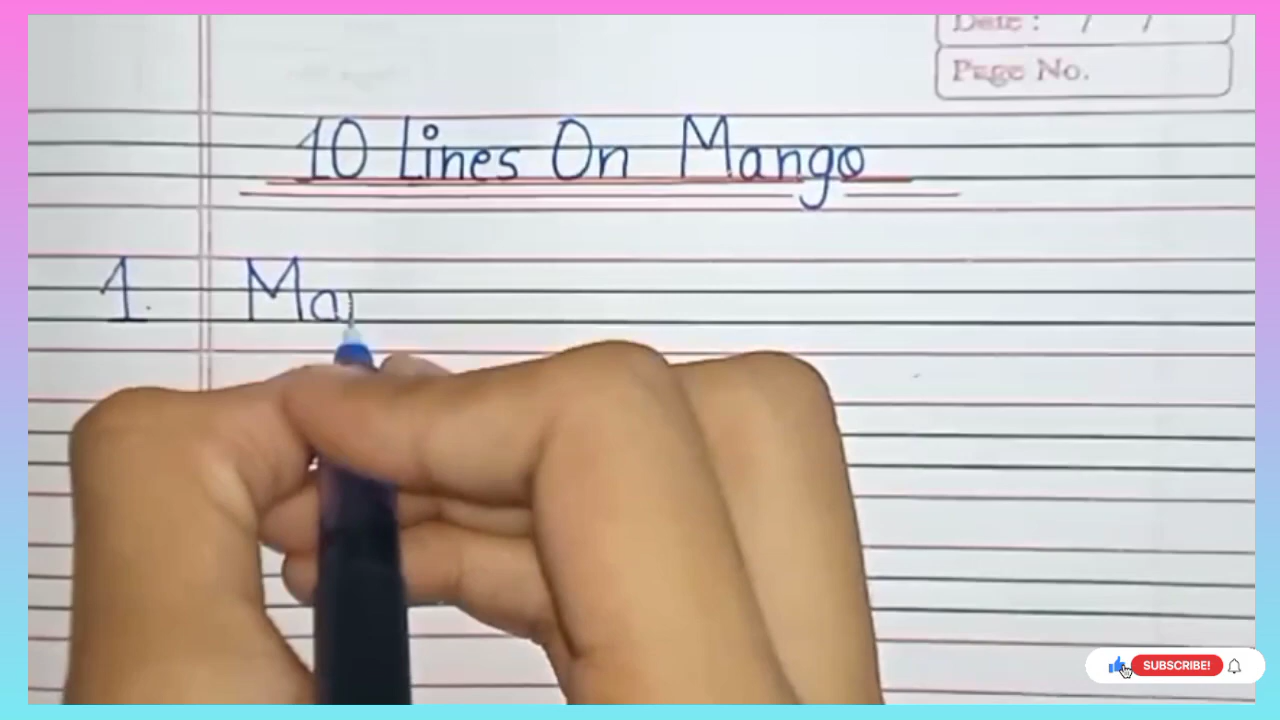 Date : / /
Page No.
10 Lines On Mango
1. Ma
SUBSCRIBE!